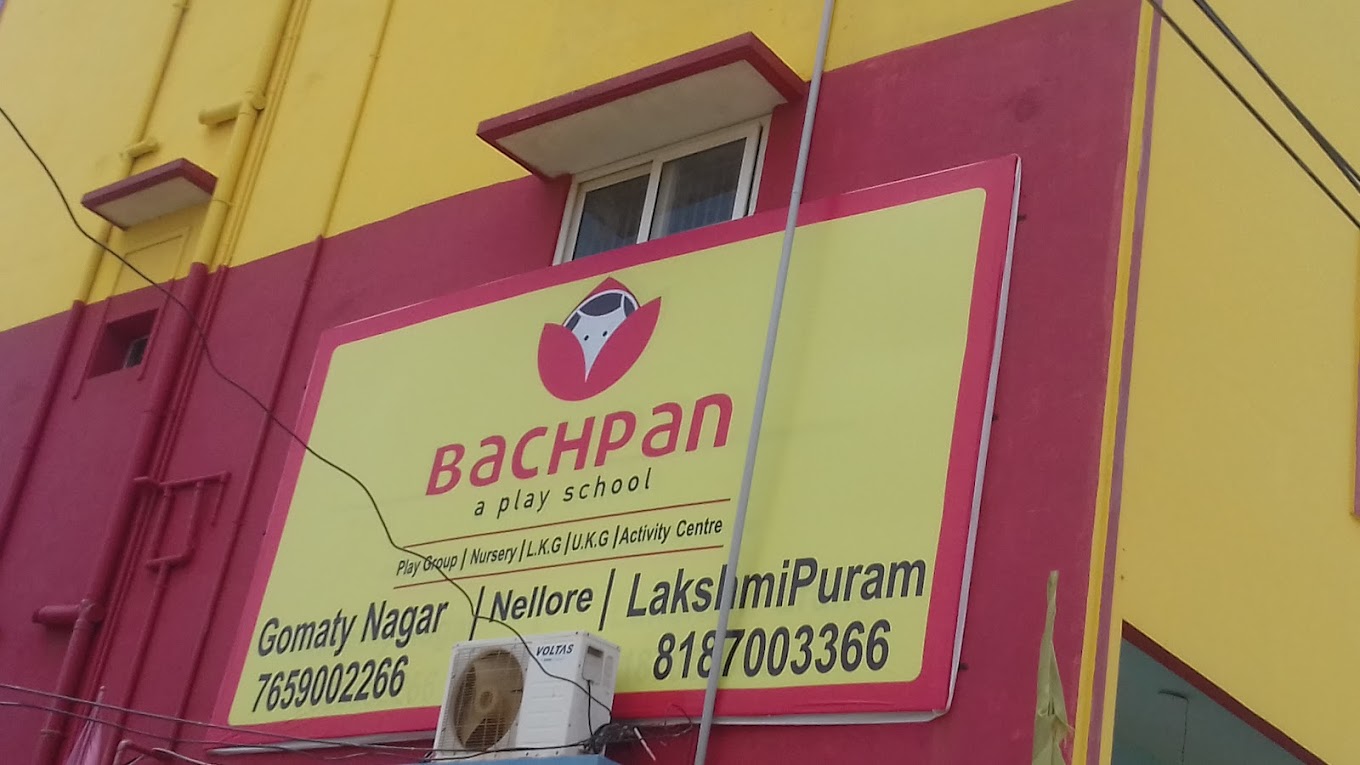 BaCHPan
a play school
Play Group | Nursery | L.K.G | U.K.G | Activity Centre
Gomaty Nagar | Nellore | LakshmiPuram
7659002266 8187003366
VOLTAS